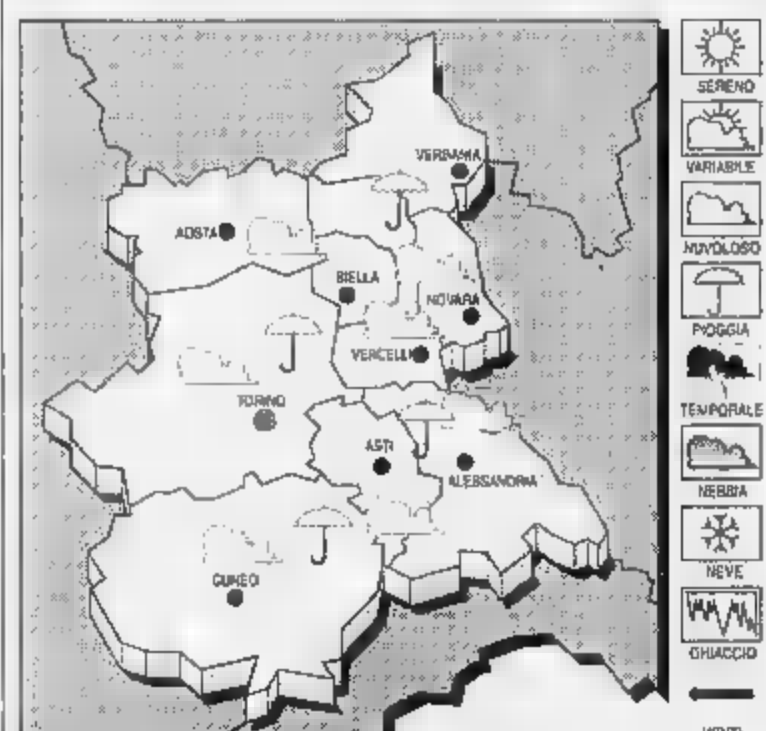 SERENO
VERBANIA
VARIABILE
AOSTA
NUVOLOSO
BIELLA
NOVARA
PIOGGIA
VERCELLI
TORINO
TEMPORALE
ASTI
ALESSANDRIA
NEBBIA
NEVE
CUNEO
GHIACCIO